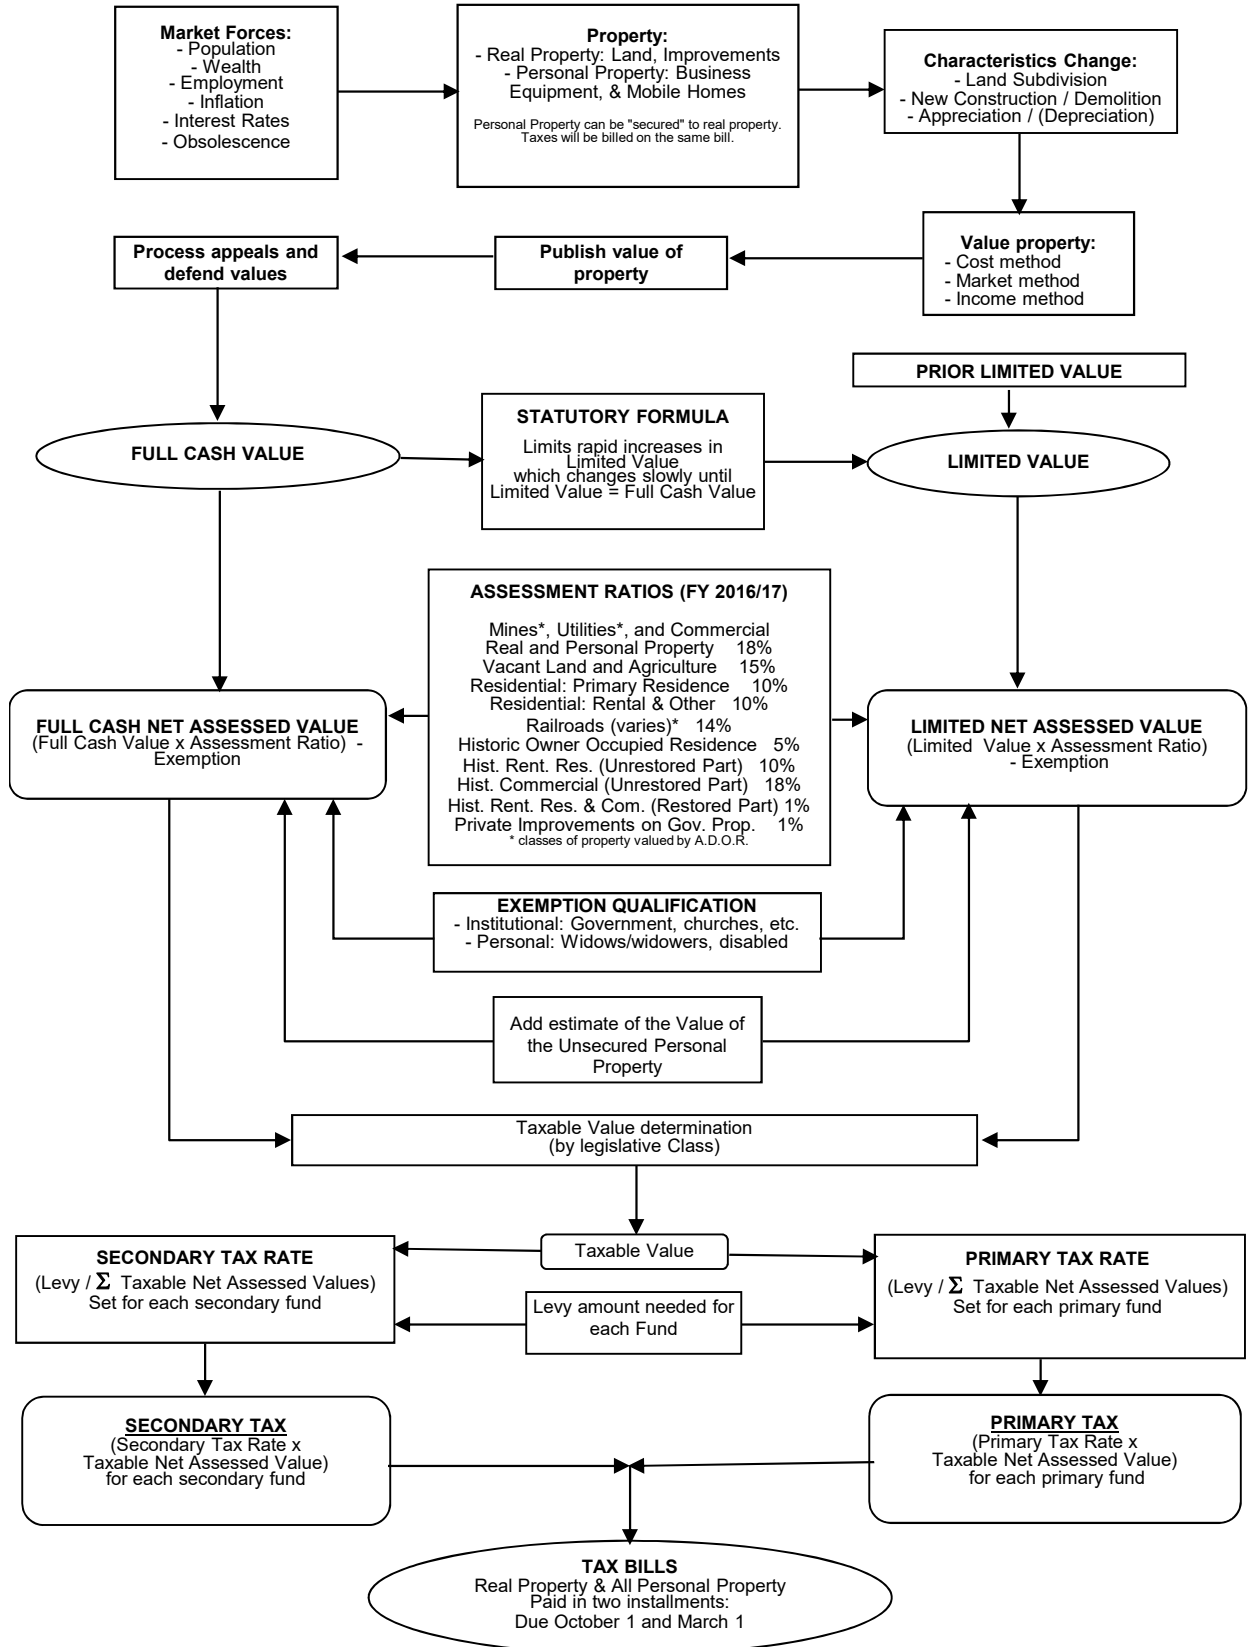 Market Forces:
- Population
- Wealth
- Employment
- Inflation
- Interest Rates
- Obsolescence
Property:
- Real Property: Land, Improvements
- Personal Property: Business
Equipment, & Mobile Homes
Personal Property can be "secured" to real property.
Taxes will be billed on the same bill.
Characteristics Change:
- Land Subdivision
- New Construction / Demolition
- Appreciation / (Depreciation)
Process appeals and
defend values
Publish value of
property
Value property:
- Cost method
- Market method
- Income method
PRIOR LIMITED VALUE
FULL CASH VALUE
STATUTORY FORMULA
Limits rapid increases in
Limited Value
which changes slowly until
Limited Value = Full Cash Value
LIMITED VALUE
ASSESSMENT RATIOS (FY 2016/17)
Mines*, Utilities*, and Commercial
Real and Personal Property 18%
Vacant Land and Agriculture 15%
Residential: Primary Residence 10%
Residential: Rental & Other 10%
Railroads (varies)* 14%
Historic Owner Occupied Residence 5%
Hist. Rent. Res. (Unrestored Part) 10%
Hist. Commercial (Unrestored Part) 18%
Hist. Rent. Res. & Com. (Restored Part) 1%
Private Improvements on Gov. Prop. 1%
* classes of property valued by A.D.O.R.
FULL CASH NET ASSESSED VALUE
(Full Cash Value x Assessment Ratio) -
Exemption
LIMITED NET ASSESSED VALUE
(Limited Value x Assessment Ratio)
- Exemption
EXEMPTION QUALIFICATION
- Institutional: Government, churches, etc.
- Personal: Widows/widowers, disabled
Add estimate of the Value of
the Unsecured Personal
Property
Taxable Value determination
(by legislative Class)
SECONDARY TAX RATE
(Levy / Σ Taxable Net Assessed Values)
Set for each secondary fund
Taxable Value
PRIMARY TAX RATE
(Levy / Σ Taxable Net Assessed Values)
Set for each primary fund
Levy amount needed for
each Fund
SECONDARY TAX
(Secondary Tax Rate x
Taxable Net Assessed Value)
for each secondary fund
PRIMARY TAX
(Primary Tax Rate x
Taxable Net Assessed Value)
for each primary fund
TAX BILLS
Real Property & All Personal Property
Paid in two installments:
Due October 1 and March 1